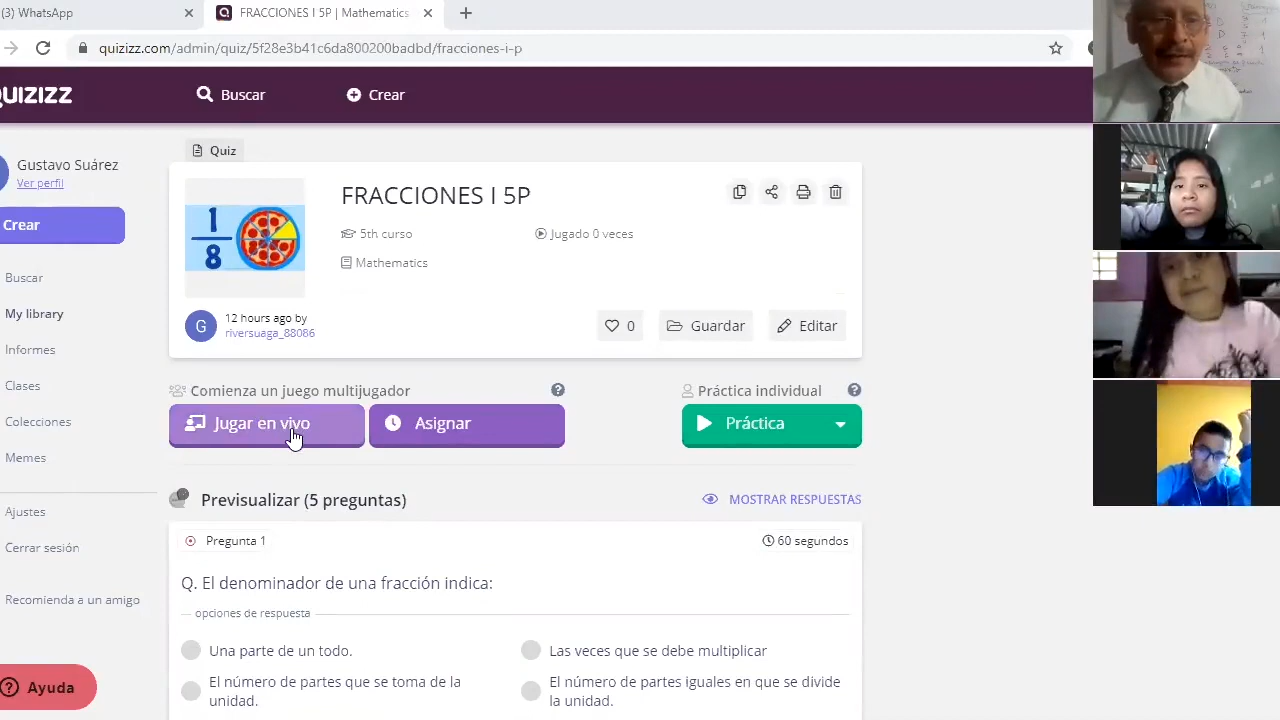 (3) WhatsApp
FRACCIONES I 5P | Mathematics
quizizz.com/admin/quiz/5f28e3b41c6da800200badbd/fracciones-i-p
QUIZIZZ
Buscar
Crear
Gustavo Suárez
Ver perfil
Crear
Buscar
My library
Informes
Clases
Colecciones
Memes
Ajustes
Cerrar sesión
Recomienda a un amigo
Ayuda
Quiz
1
8
FRACCIONES I 5P
5th curso
Jugado 0 veces
Mathematics
G
12 hours ago by
riversuaga_88086
0
Guardar
Editar
Comienza un juego multijugador
Práctica individual
Jugar en vivo
Asignar
Práctica
Previsualizar (5 preguntas)
MOSTRAR RESPUESTAS
Pregunta 1
60 segundos
Q. El denominador de una fracción indica:
opciones de respuesta
Una parte de un todo.
Las veces que se debe multiplicar
El número de partes que se toma de la
unidad.
El número de partes iguales en que se divide
la unidad.